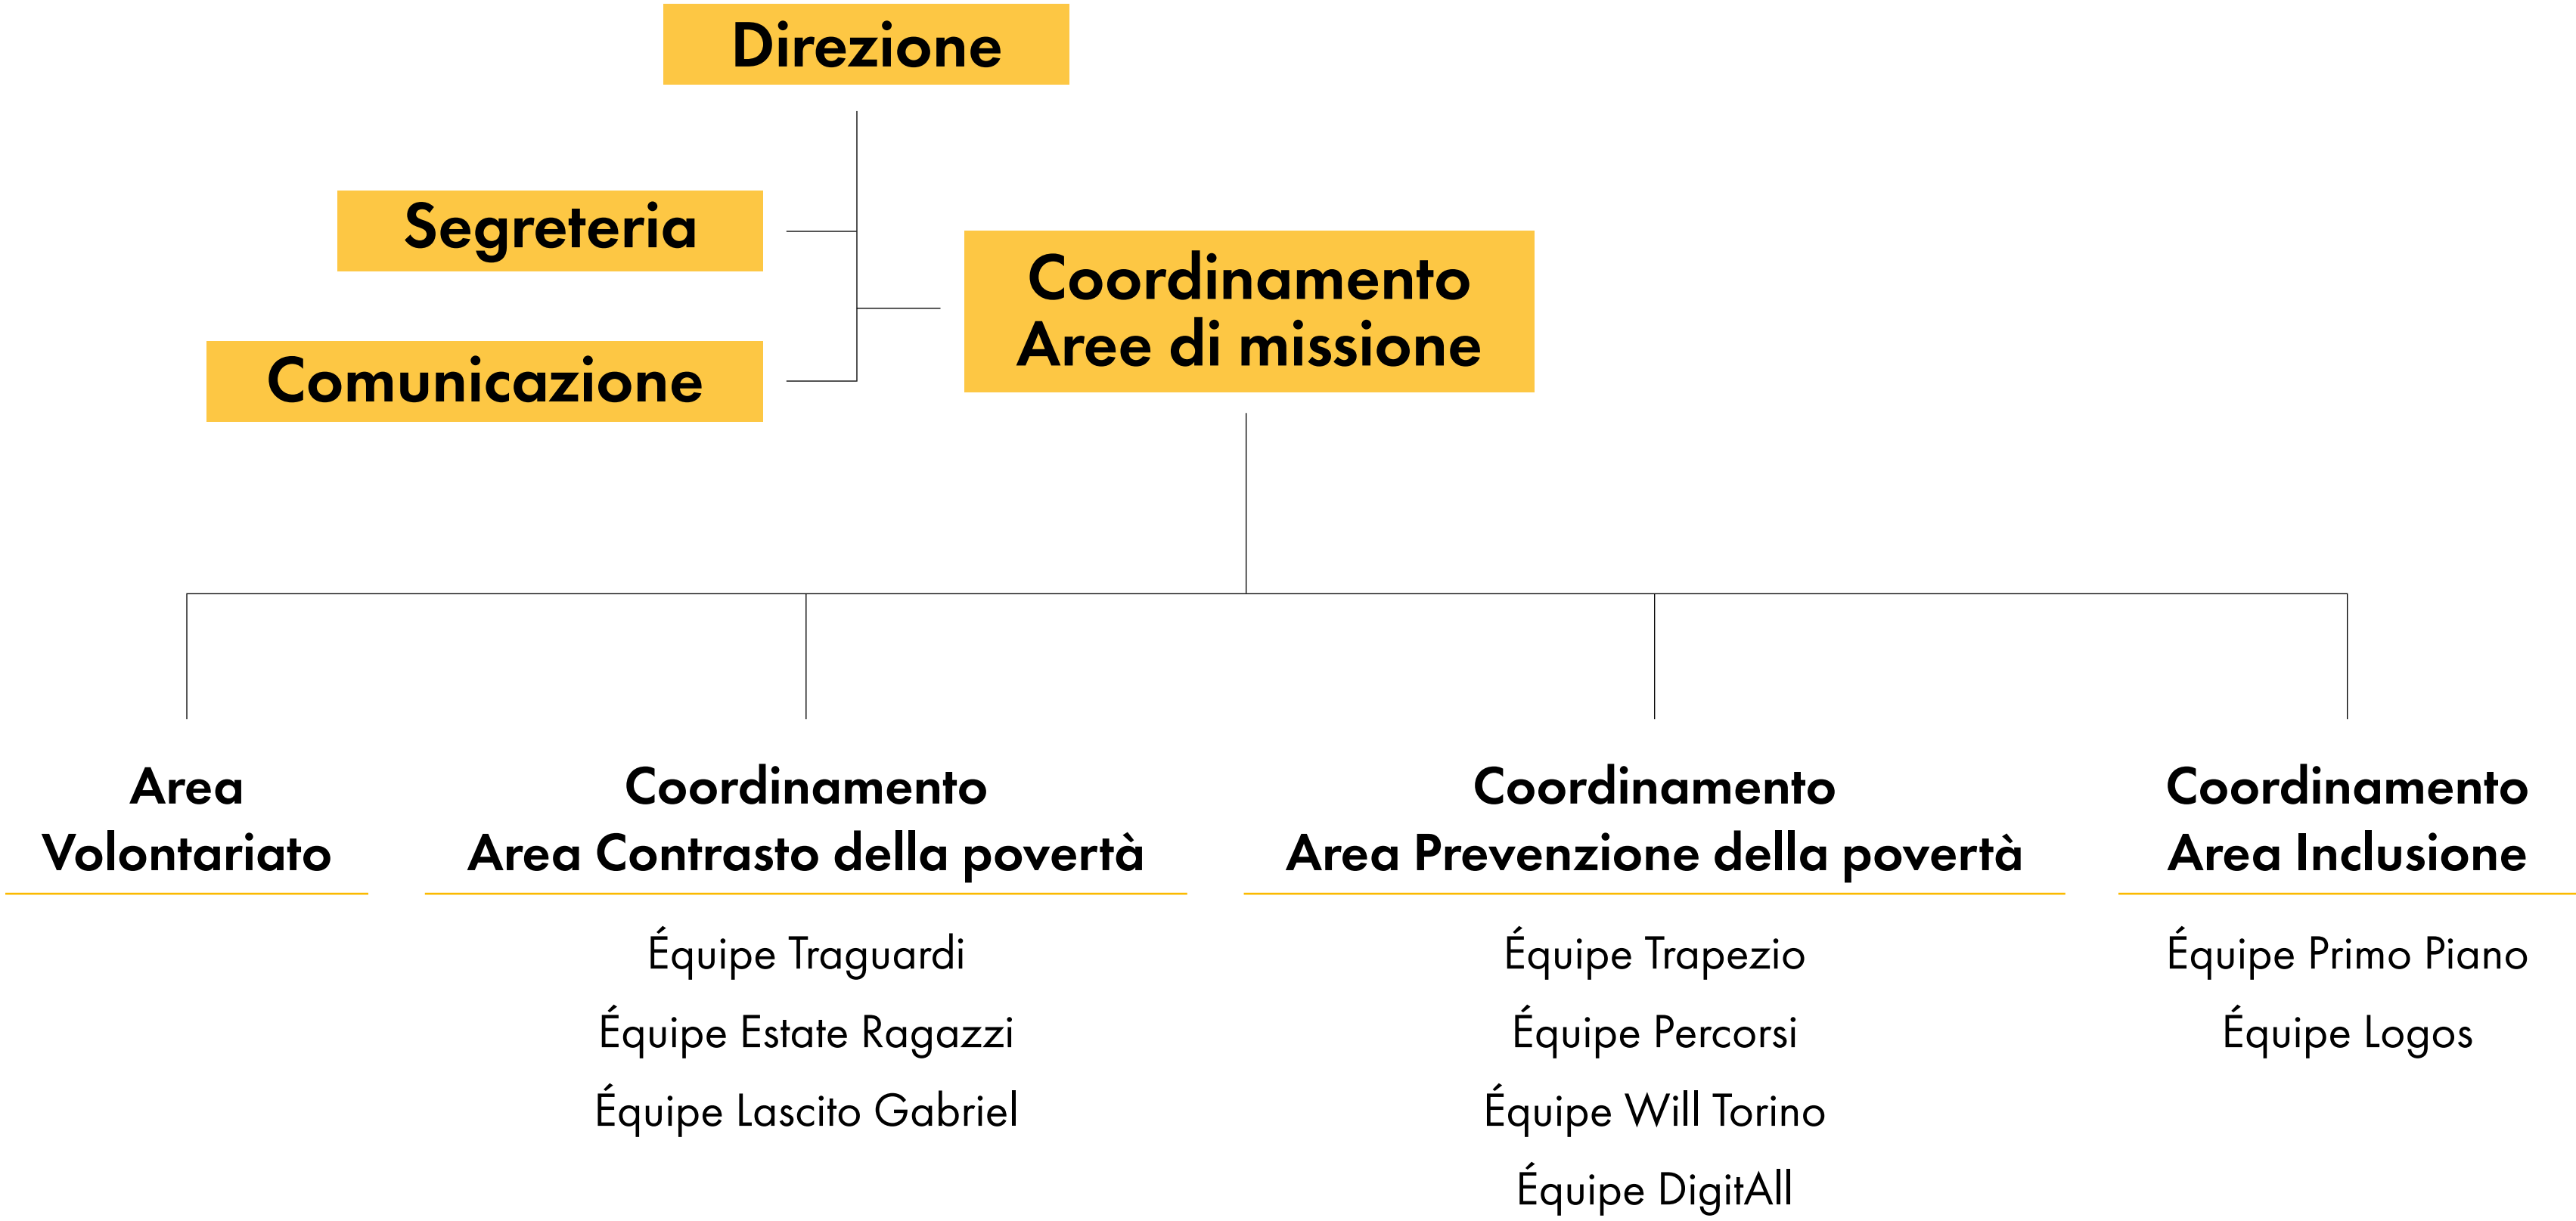 Direzione
Segreteria
Comunicazione
Coordinamento
Aree di missione
Area
Volontariato
Coordinamento
Area Contrasto della povertà
Équipe Traguardi
Équipe Estate Ragazzi
Équipe Lascito Gabriel
Coordinamento
Area Prevenzione della povertà
Équipe Trapezio
Équipe Percorsi
Équipe Will Torino
Équipe DigitAll
Coordinamento
Area Inclusione
Équipe Primo Piano
Équipe Logos